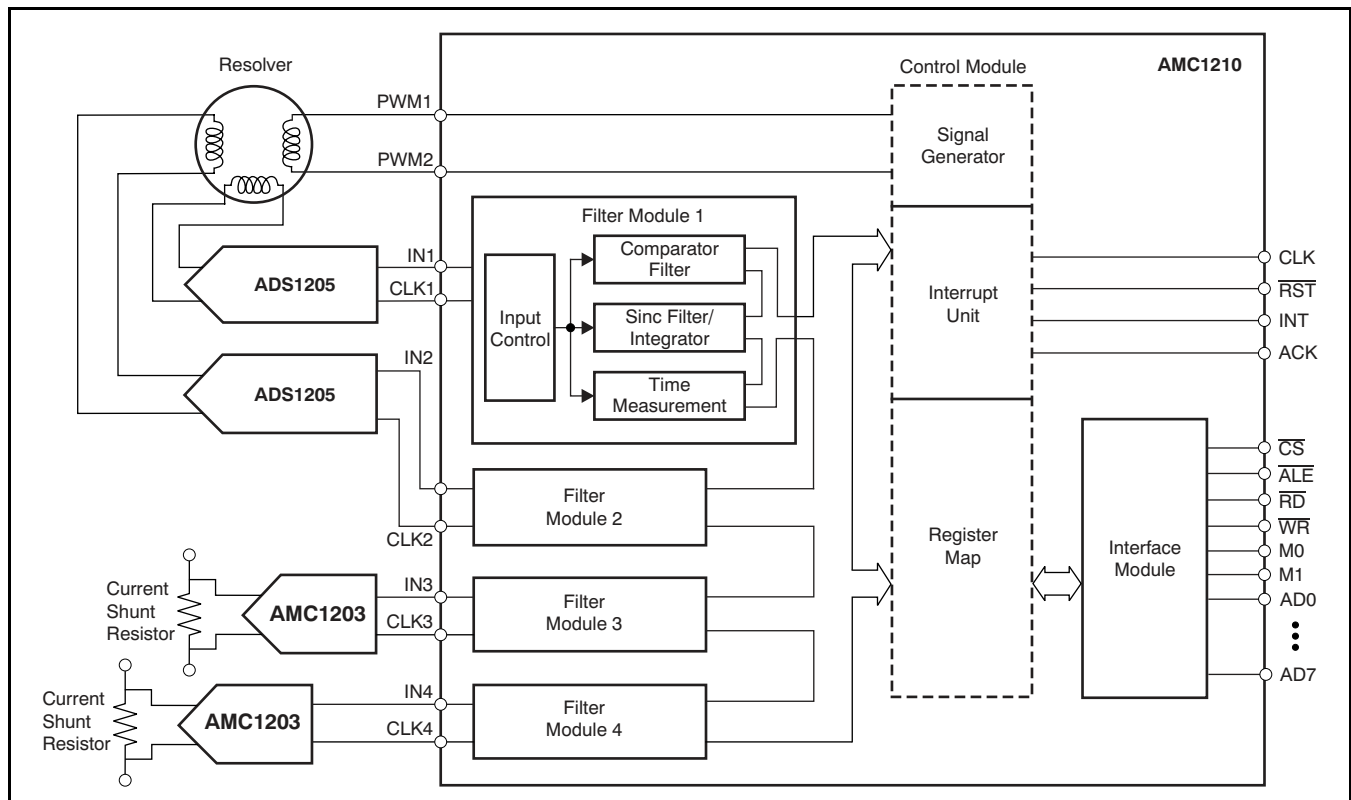 AMC1210
Resolver
Control Module
PWM1
PWM2
Signal
Generator
Filter Module 1
Comparator
Filter
Sinc Filter/
Integrator
Time
Measurement
Input
Control
IN1
CLK1
ADS1205
Interrupt
Unit
CLK
RST
INT
ACK
IN2
ADS1205
CLK2
Filter
Module 2
Register
Map
Interface
Module
CS
ALE
RD
WR
M0
M1
AD0
AD7
Current
Shunt
Resistor
AMC1203
IN3
CLK3
Filter
Module 3
Current
Shunt
Resistor
AMC1203
IN4
CLK4
Filter
Module 4